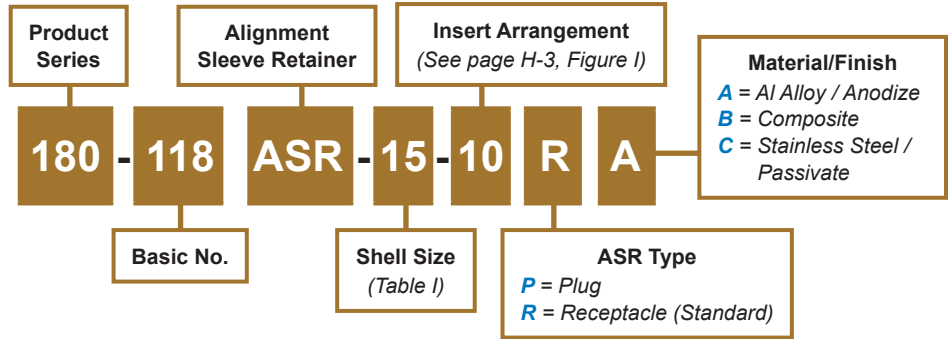 Product
Series
Alignment
Sleeve Retainer
Insert Arrangement
(See page H-3, Figure I)
Material/Finish
A = Al Alloy / Anodize
B = Composite
C = Stainless Steel /
Passivate
180 - 118 ASR - 15 - 10 R A
Basic No.
Shell Size
(Table I)
ASR Type
P = Plug
R = Receptacle (Standard)